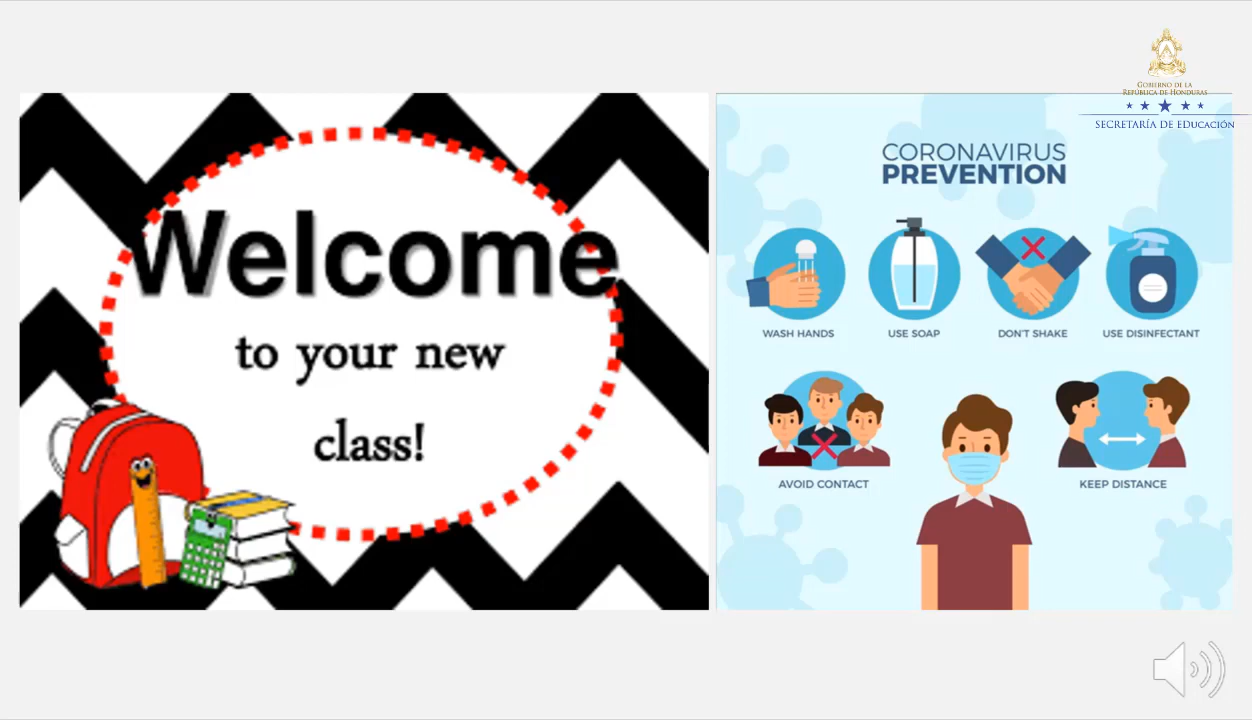 Welcome
to your new
class!
GOBIERNO DE LA
REPÚBLICA DE HONDURAS
SECRETARÍA DE EDUCACIÓN
CORONAVIRUS
PREVENTION
WASH HANDS
USE SOAP
DON'T SHAKE
USE DISINFECTANT
AVOID CONTACT
KEEP DISTANCE